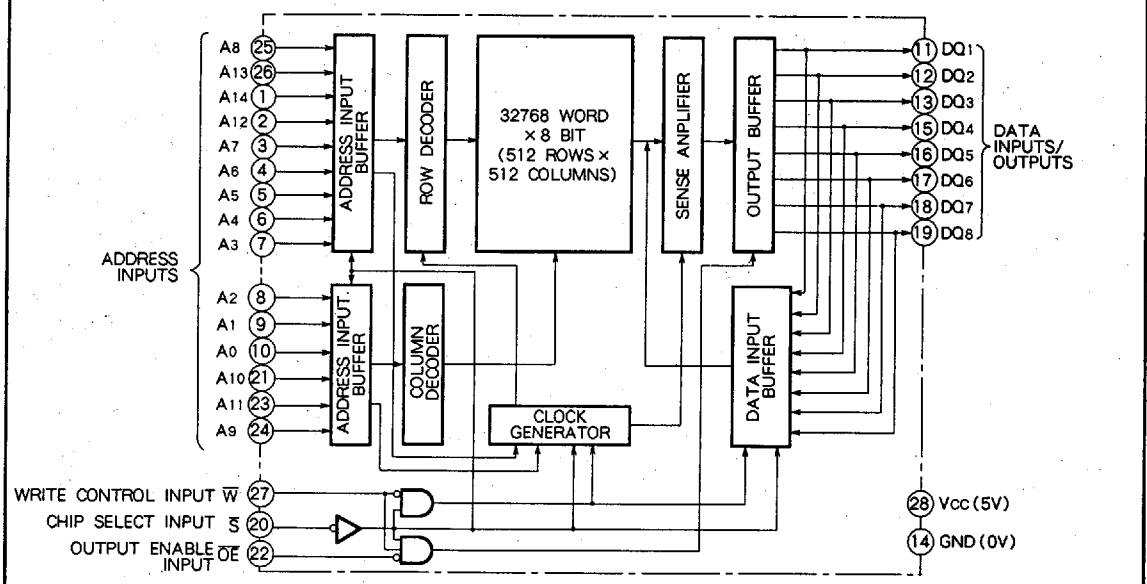 A8 25
A13 26
A14 1
A12 2
A7 3
A6 4
A5 5
A4 6
A3 7
ADDRESS
INPUTS
A2 8
A1 9
A0 10
A10 21
A11 23
A9 24
ADDRESS INPUT
BUFFER
ROW DECODER
32768 WORD
× 8 BIT
(512 ROWS ×
512 COLUMNS)
SENSE ANPLIFIER
OUTPUT BUFFER
11 DQ1
12 DQ2
13 DQ3
15 DQ4
16 DQ5
17 DQ6
18 DQ7
19 DQ8
DATA
INPUTS/
OUTPUTS
ADDRESS INPUT
BUFFER
COLUMN
DECODER
CLOCK
GENERATOR
DATA INPUT
BUFFER
WRITE CONTROL INPUT W̅ 27
CHIP SELECT INPUT S̅ 20
OUTPUT ENABLE O̅E̅ 22
INPUT
28 Vcc (5V)
14 GND (0V)